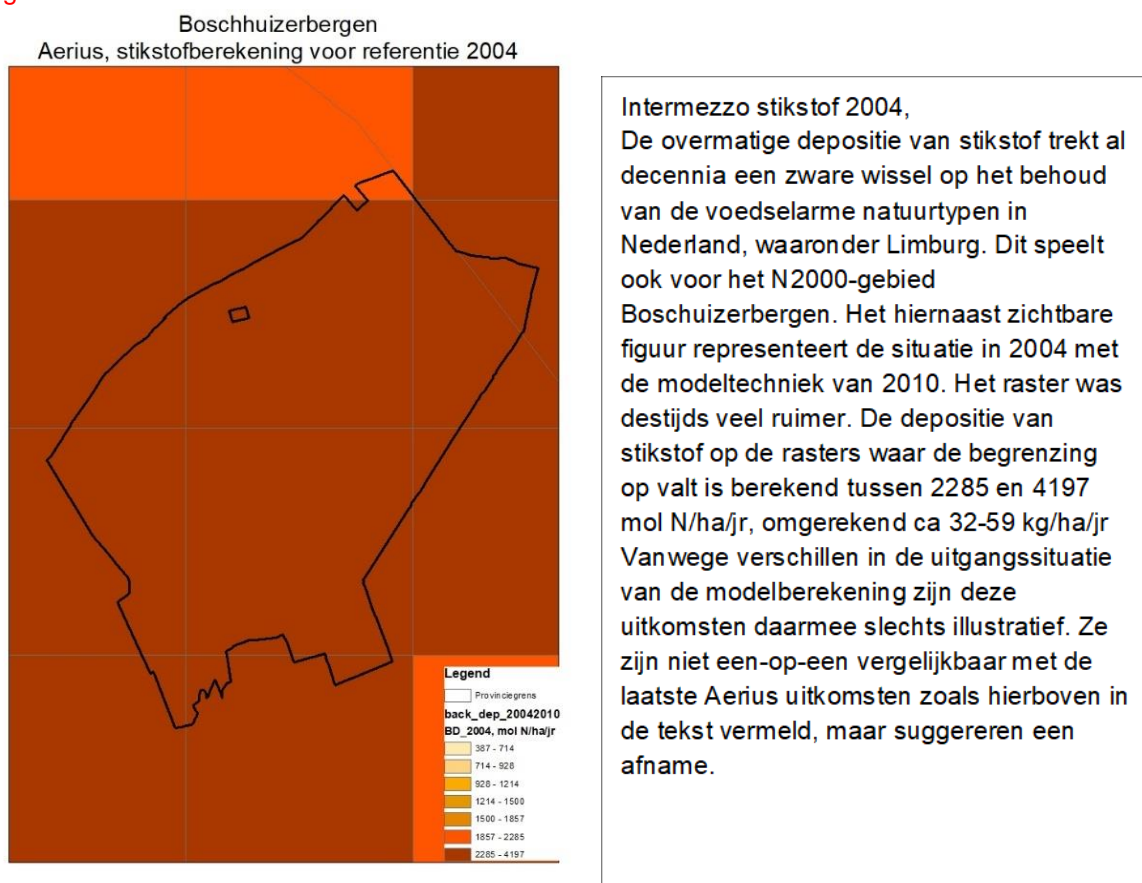 Boschhuizerbergen
Aerius, stikstofberekening voor referentie 2004
Legend
Provinciegrens
back_dep_20042010
BD_2004, mol N/ha/jr
387 - 714
714 - 928
928 - 1214
1214 - 1500
1500 - 1857
1857 - 2285
2285 - 4197
Intermezzo stikstof 2004,
De overmatige depositie van stikstof trekt al
decennia een zware wissel op het behoud
van de voedselarme natuurtypen in
Nederland, waaronder Limburg. Dit speelt
ook voor het N2000-gebied
Boschuizerbergen. Het hiernaast zichtbare
figuur representeert de situatie in 2004 met
de modeltechniek van 2010. Het raster was
destijds veel ruimer. De depositie van
stikstof op de rasters waar de begrenzing
op valt is berekend tussen 2285 en 4197
mol N/ha/jr, omgerekend ca 32-59 kg/ha/jr
Vanwege verschillen in de uitgangssituatie
van de modelberekening zijn deze
uitkomsten daarmee slechts illustratief. Ze
zijn niet een-op-een vergelijkbaar met de
laatste Aerius uitkomsten zoals hierboven in
de tekst vermeld, maar suggereren een
afname.